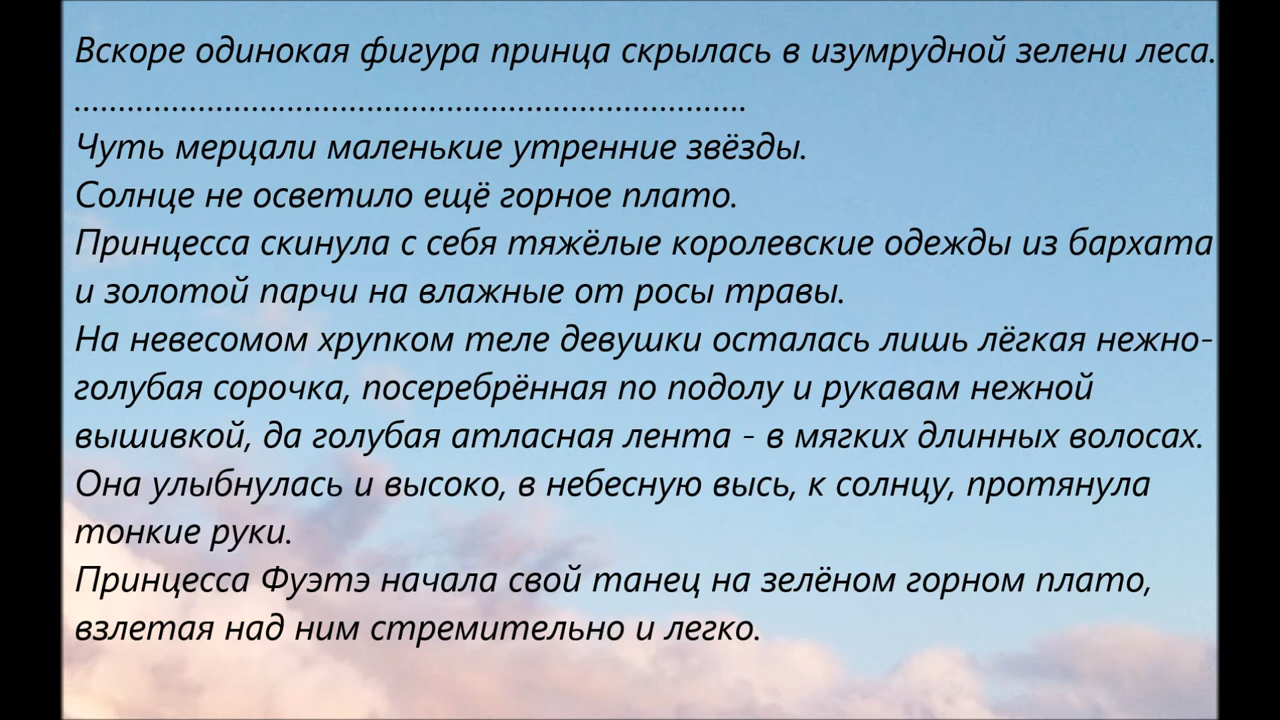 Вскоре одинокая фигура принца скрылась в изумрудной зелени леса.
............................................................................
Чуть мерцали маленькие утренние звёзды.
Солнце не осветило ещё горное плато.
Принцесса скинула с себя тяжёлые королевские одежды из бархата
и золотой парчи на влажные от росы травы.
На невесомом хрупком теле девушки осталась лишь лёгкая нежно-
голубая сорочка, посеребрённая по подолу и рукавам нежной
вышивкой, да голубая атласная лента - в мягких длинных волосах.
Она улыбнулась и высоко, в небесную высь, к солнцу, протянула
тонкие руки.
Принцесса Фуэтэ начала свой танец на зелёном горном плато,
взлетая над ним стремительно и легко.